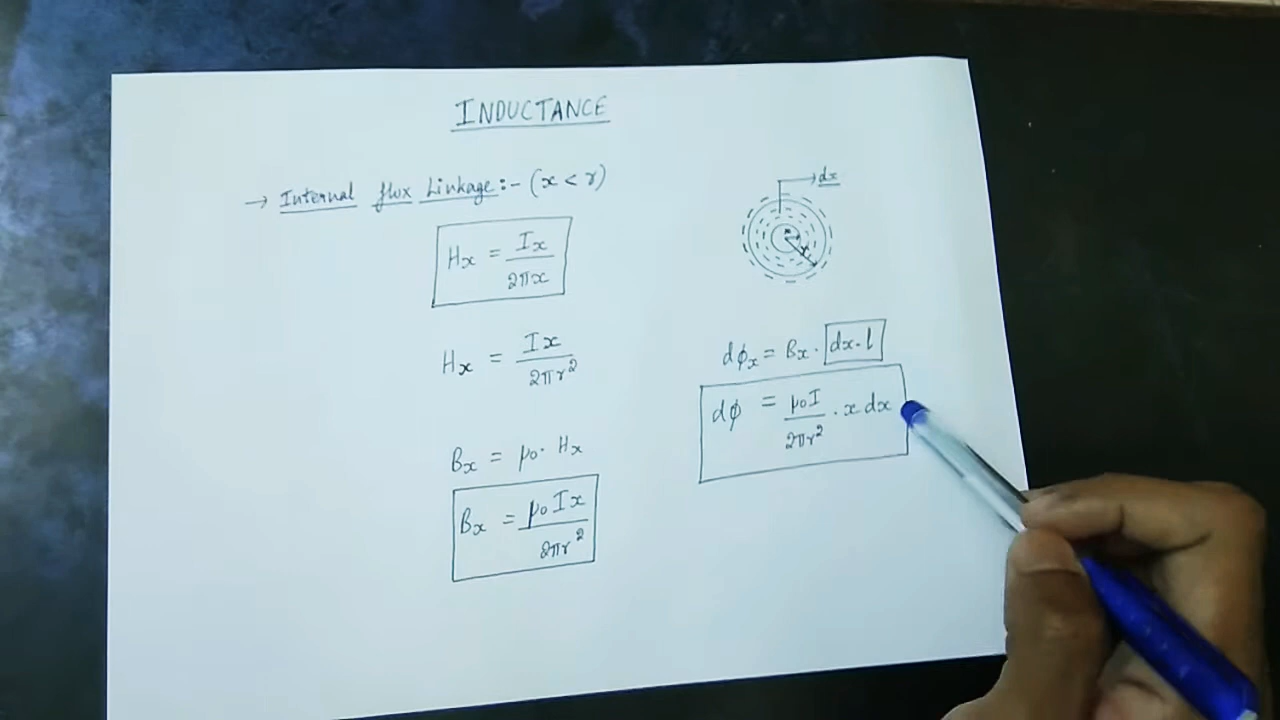 INDUCTANCE
→ Internal flux Linkage:- (x < r)
Hx = Ix / 2πx
Hx = Ix / 2πr²
Bx = μ₀ · Hx
Bx = μ₀Ix / 2πr²
dx
x
dϕx = Bx · dx · l
dϕ = μ₀I / 2πr² · x dx